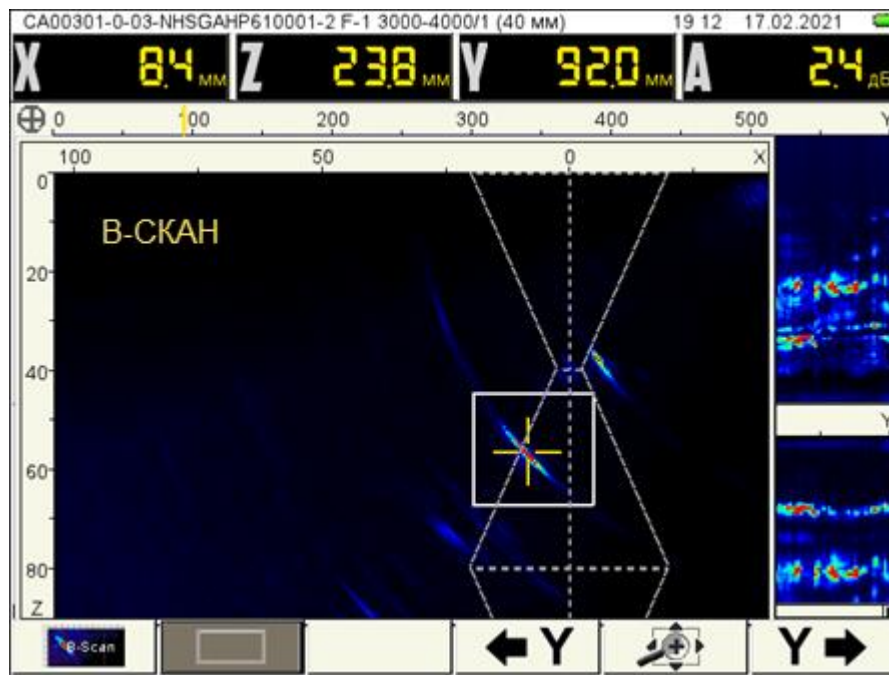 CA00301-0-03-NHSGAHP610001-2 F-1 3000-4000/1 (40 мм) 19 12 17.02.2021
X 8.4 мм Z 23.8 мм Y 92.0 мм A 2.4 дБ
0 100 200 300 400 500 Y
100 50 0 X
0
В-СКАН
20
40
Y
60
80
Z
B-Scan Y Y